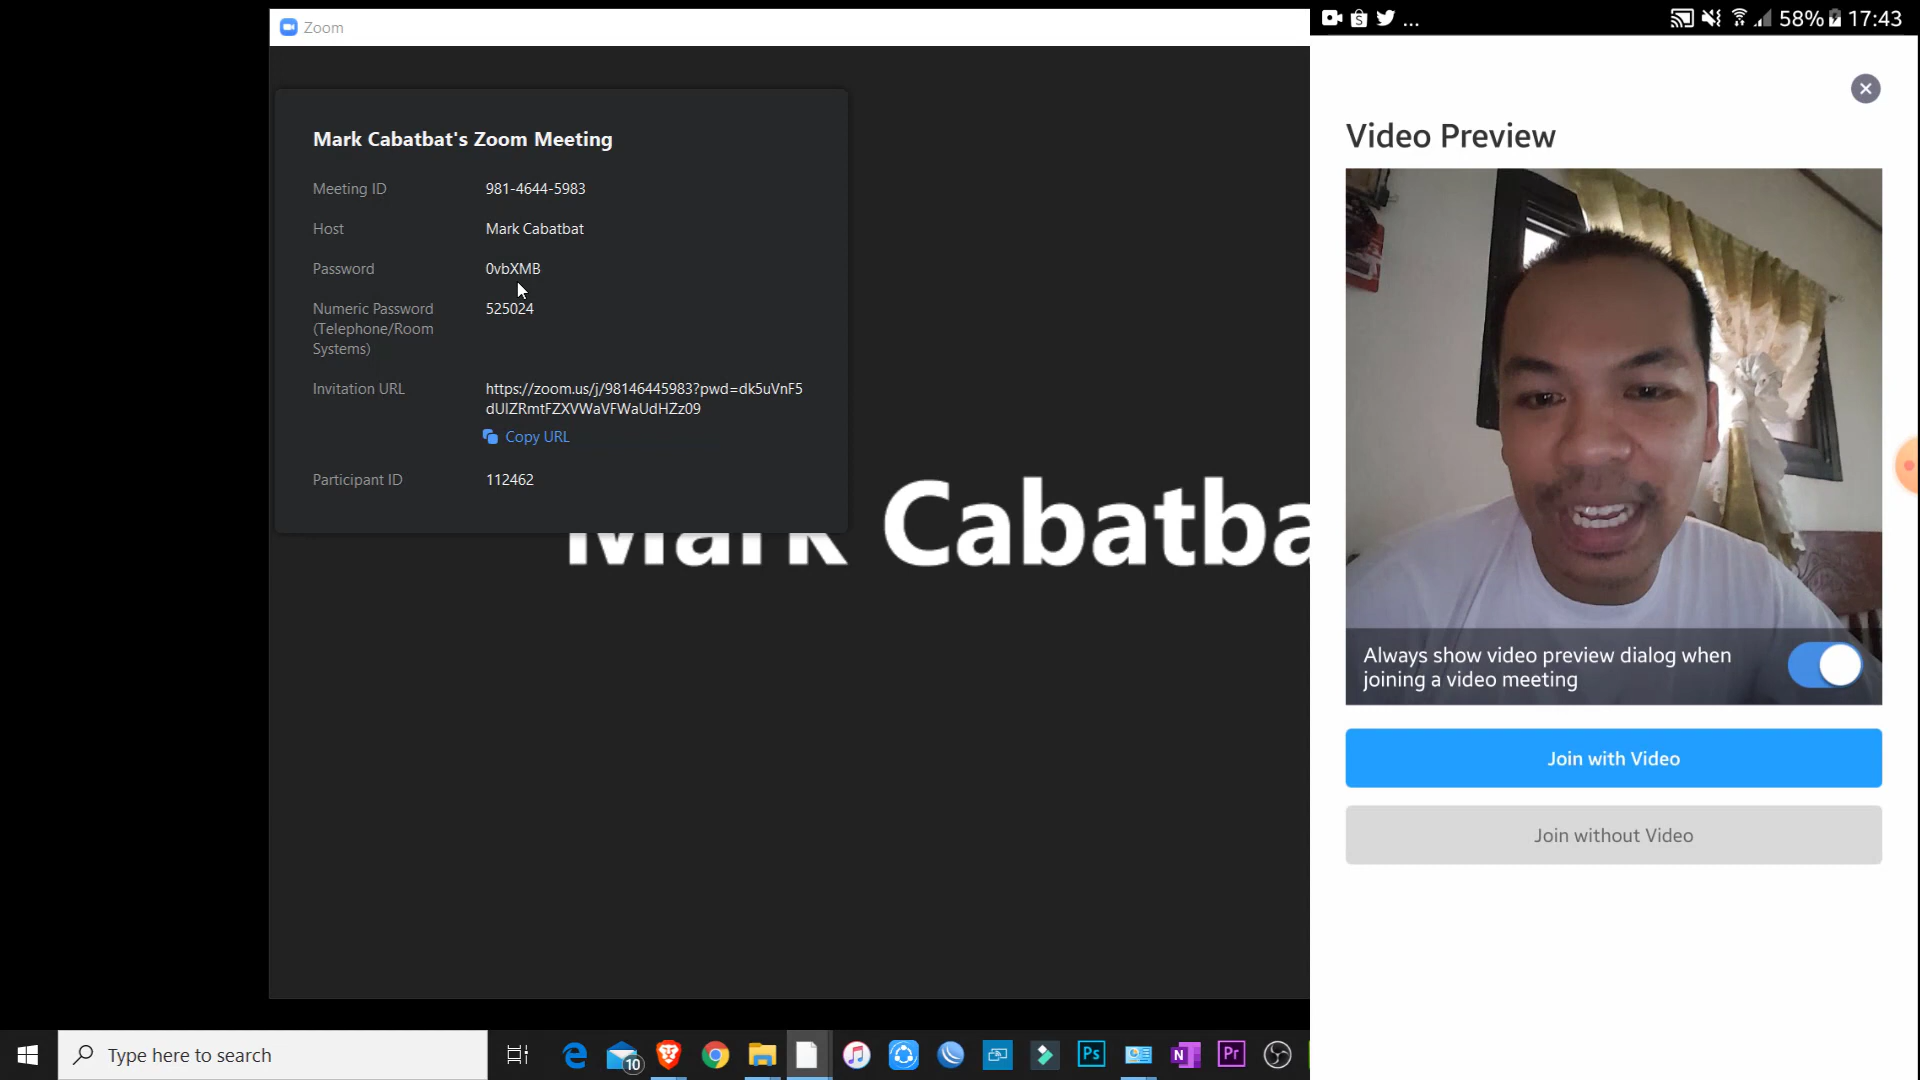 Zoom
Mark Cabatbat's Zoom Meeting
Meeting ID 981-4644-5983
Host Mark Cabatbat
Password 0vbXMB
Numeric Password 525024
(Telephone/Room
Systems)
Invitation URL https://zoom.us/j/98146445983?pwd=dk5uVnF5
dUlZRmtFZXVWaVFWaUdHZz09
Copy URL
Participant ID 112462
Mark Cabatba
Type here to search
10
Ps
N
Pr
S
...
58% 17:43
Video Preview
Always show video preview dialog when
joining a video meeting
Join with Video
Join without Video